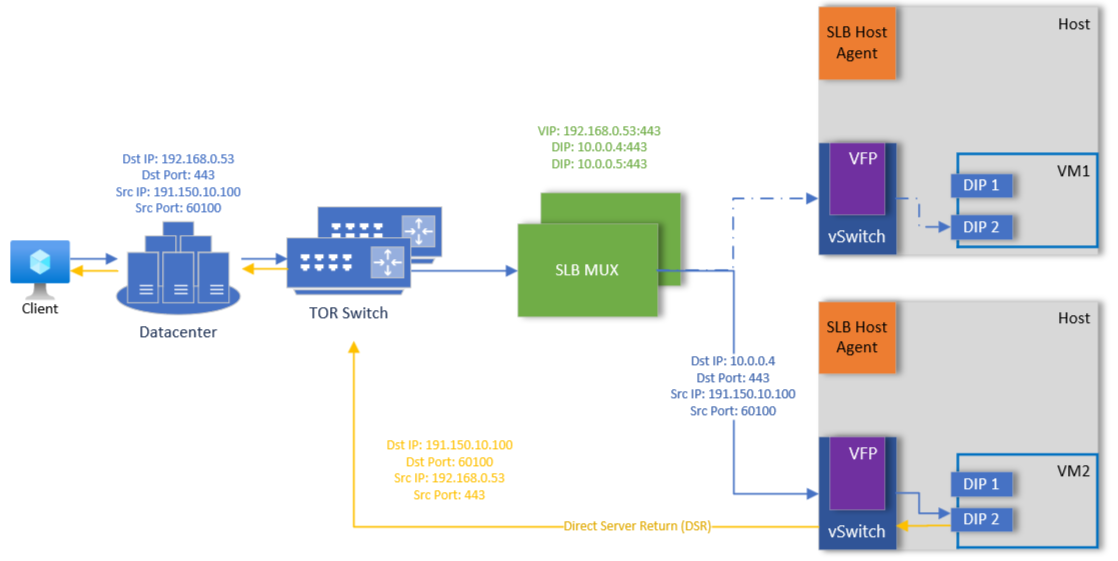 SLB Host
Agent
Host
VIP: 192.168.0.53:443
DIP: 10.0.0.4:443
DIP: 10.0.0.5:443
Dst IP: 192.168.0.53
Dst Port: 443
Src IP: 191.150.10.100
Src Port: 60100
VFP
vSwitch
VM1
DIP 1
DIP 2
Client
Datacenter
TOR Switch
SLB MUX
SLB Host
Agent
Host
Dst IP: 10.0.0.4
Dst Port: 443
Src IP: 191.150.10.100
Src Port: 60100
Dst IP: 191.150.10.100
Dst Port: 60100
Src IP: 192.168.0.53
Src Port: 443
VFP
vSwitch
VM2
DIP 1
DIP 2
Direct Server Return (DSR)